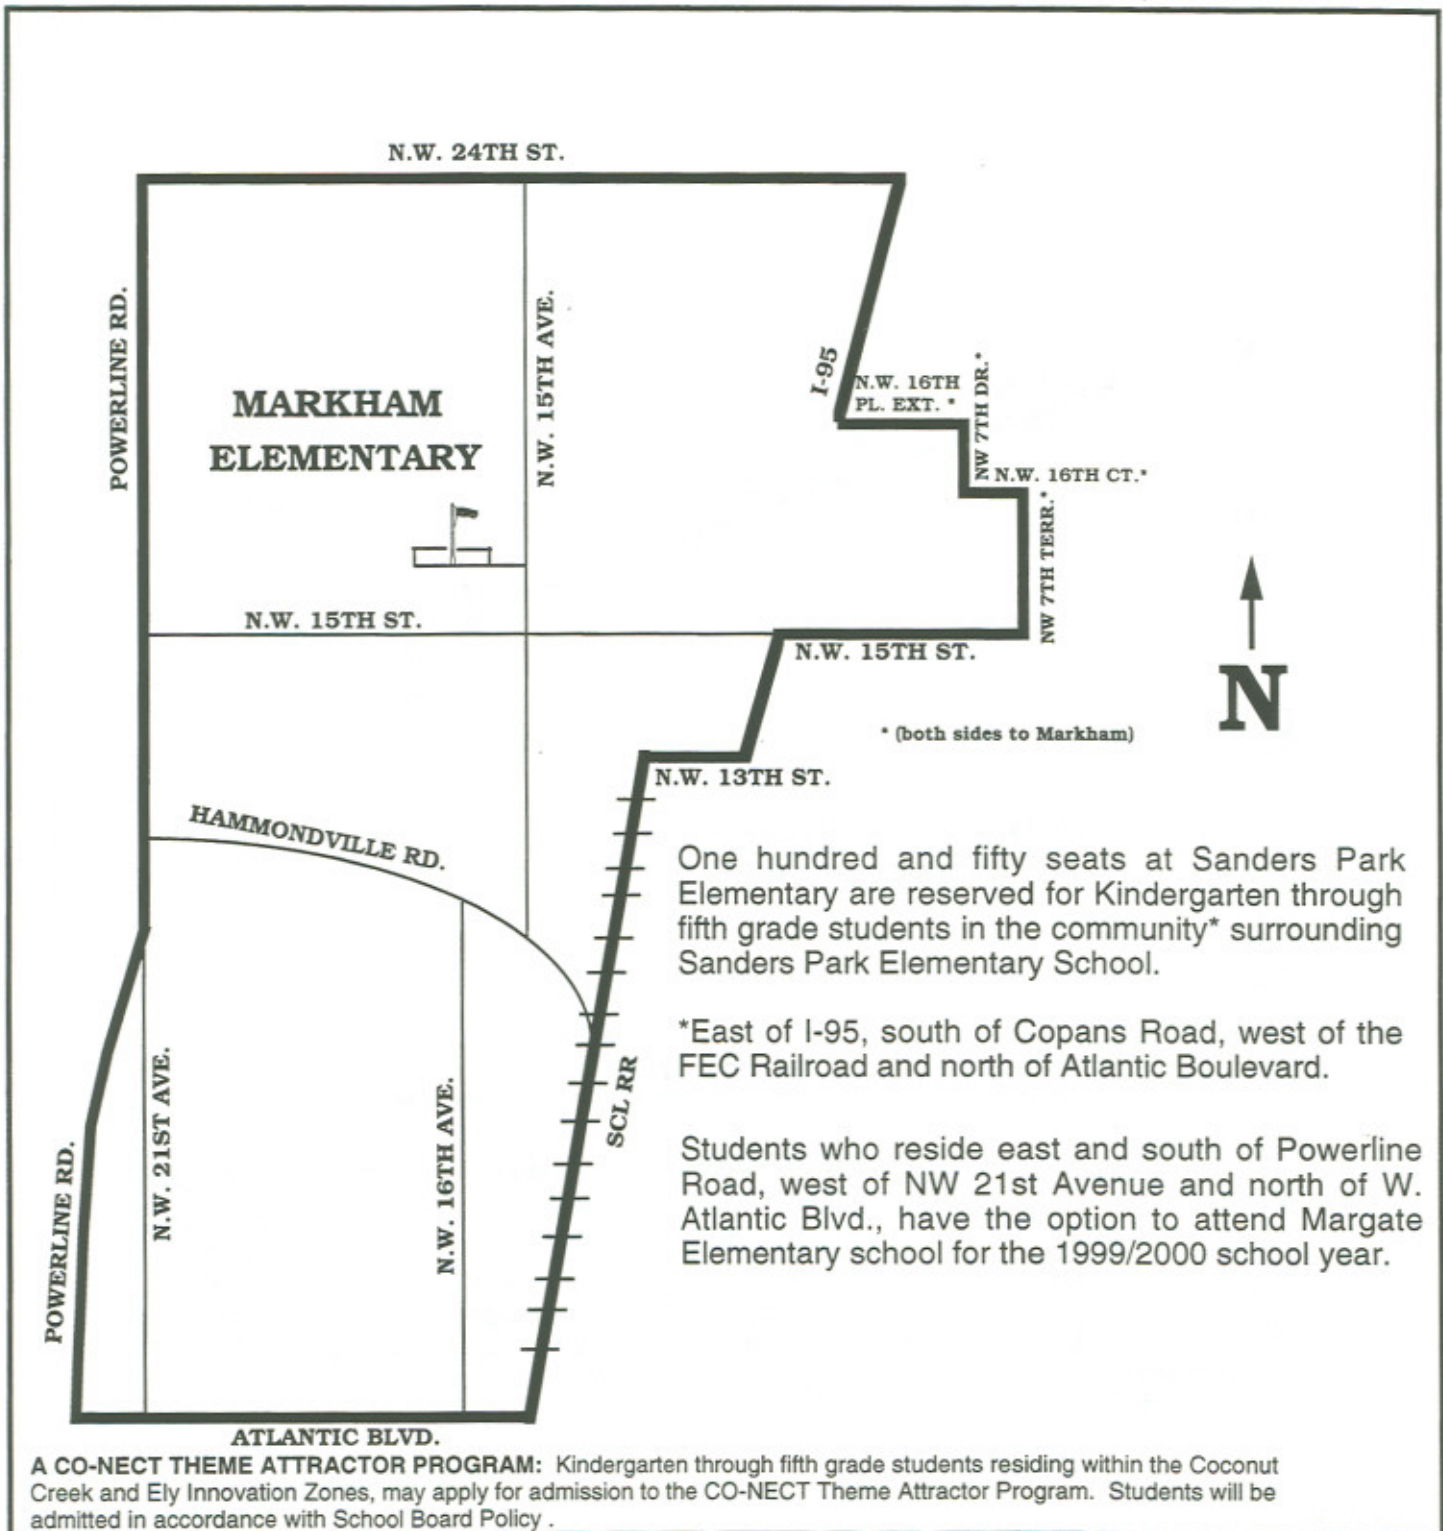 N.W. 24TH ST.
POWERLINE RD.
N.W. 15TH AVE.
I-95
N.W. 16TH
PL. EXT. *
NW 7TH DR.*
MARKHAM
ELEMENTARY
N.W. 16TH CT.*
NW 7TH TERR.*
N.W. 15TH ST.
N.W. 15TH ST.
N
* (both sides to Markham)
N.W. 13TH ST.
HAMMONDVILLE RD.
One hundred and fifty seats at Sanders Park
Elementary are reserved for Kindergarten through
fifth grade students in the community* surrounding
Sanders Park Elementary School.
*East of I-95, south of Copans Road, west of the
FEC Railroad and north of Atlantic Boulevard.
SCL RR
N.W. 21ST AVE.
N.W. 16TH AVE.
POWERLINE RD.
Students who reside east and south of Powerline
Road, west of NW 21st Avenue and north of W.
Atlantic Blvd., have the option to attend Margate
Elementary school for the 1999/2000 school year.
ATLANTIC BLVD.
A CO-NECT THEME ATTRACTOR PROGRAM: Kindergarten through fifth grade students residing within the Coconut
Creek and Ely Innovation Zones, may apply for admission to the CO-NECT Theme Attractor Program. Students will be
admitted in accordance with School Board Policy .